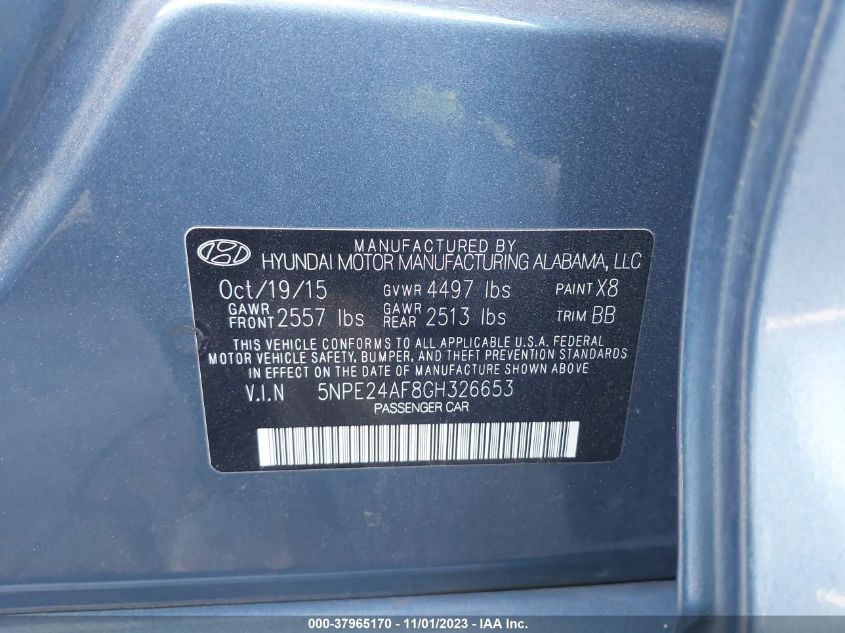 MANUFACTURED BY
HYUNDAI MOTOR MANUFACTURING ALABAMA, LLC
Oct/19/15 GVWR 4497 lbs PAINT X8
GAWR FRONT 2557 lbs GAWR REAR 2513 lbs TRIM BB
THIS VEHICLE CONFORMS TO ALL APPLICABLE U.S.A. FEDERAL
MOTOR VEHICLE SAFETY, BUMPER, AND THEFT PREVENTION STANDARDS
IN EFFECT ON THE DATE OF MANUFACTURE SHOWN ABOVE
V.I.N 5NPE24AF8GH326653
PASSENGER CAR
000-37965170 - 11/01/2023 - IAA Inc.